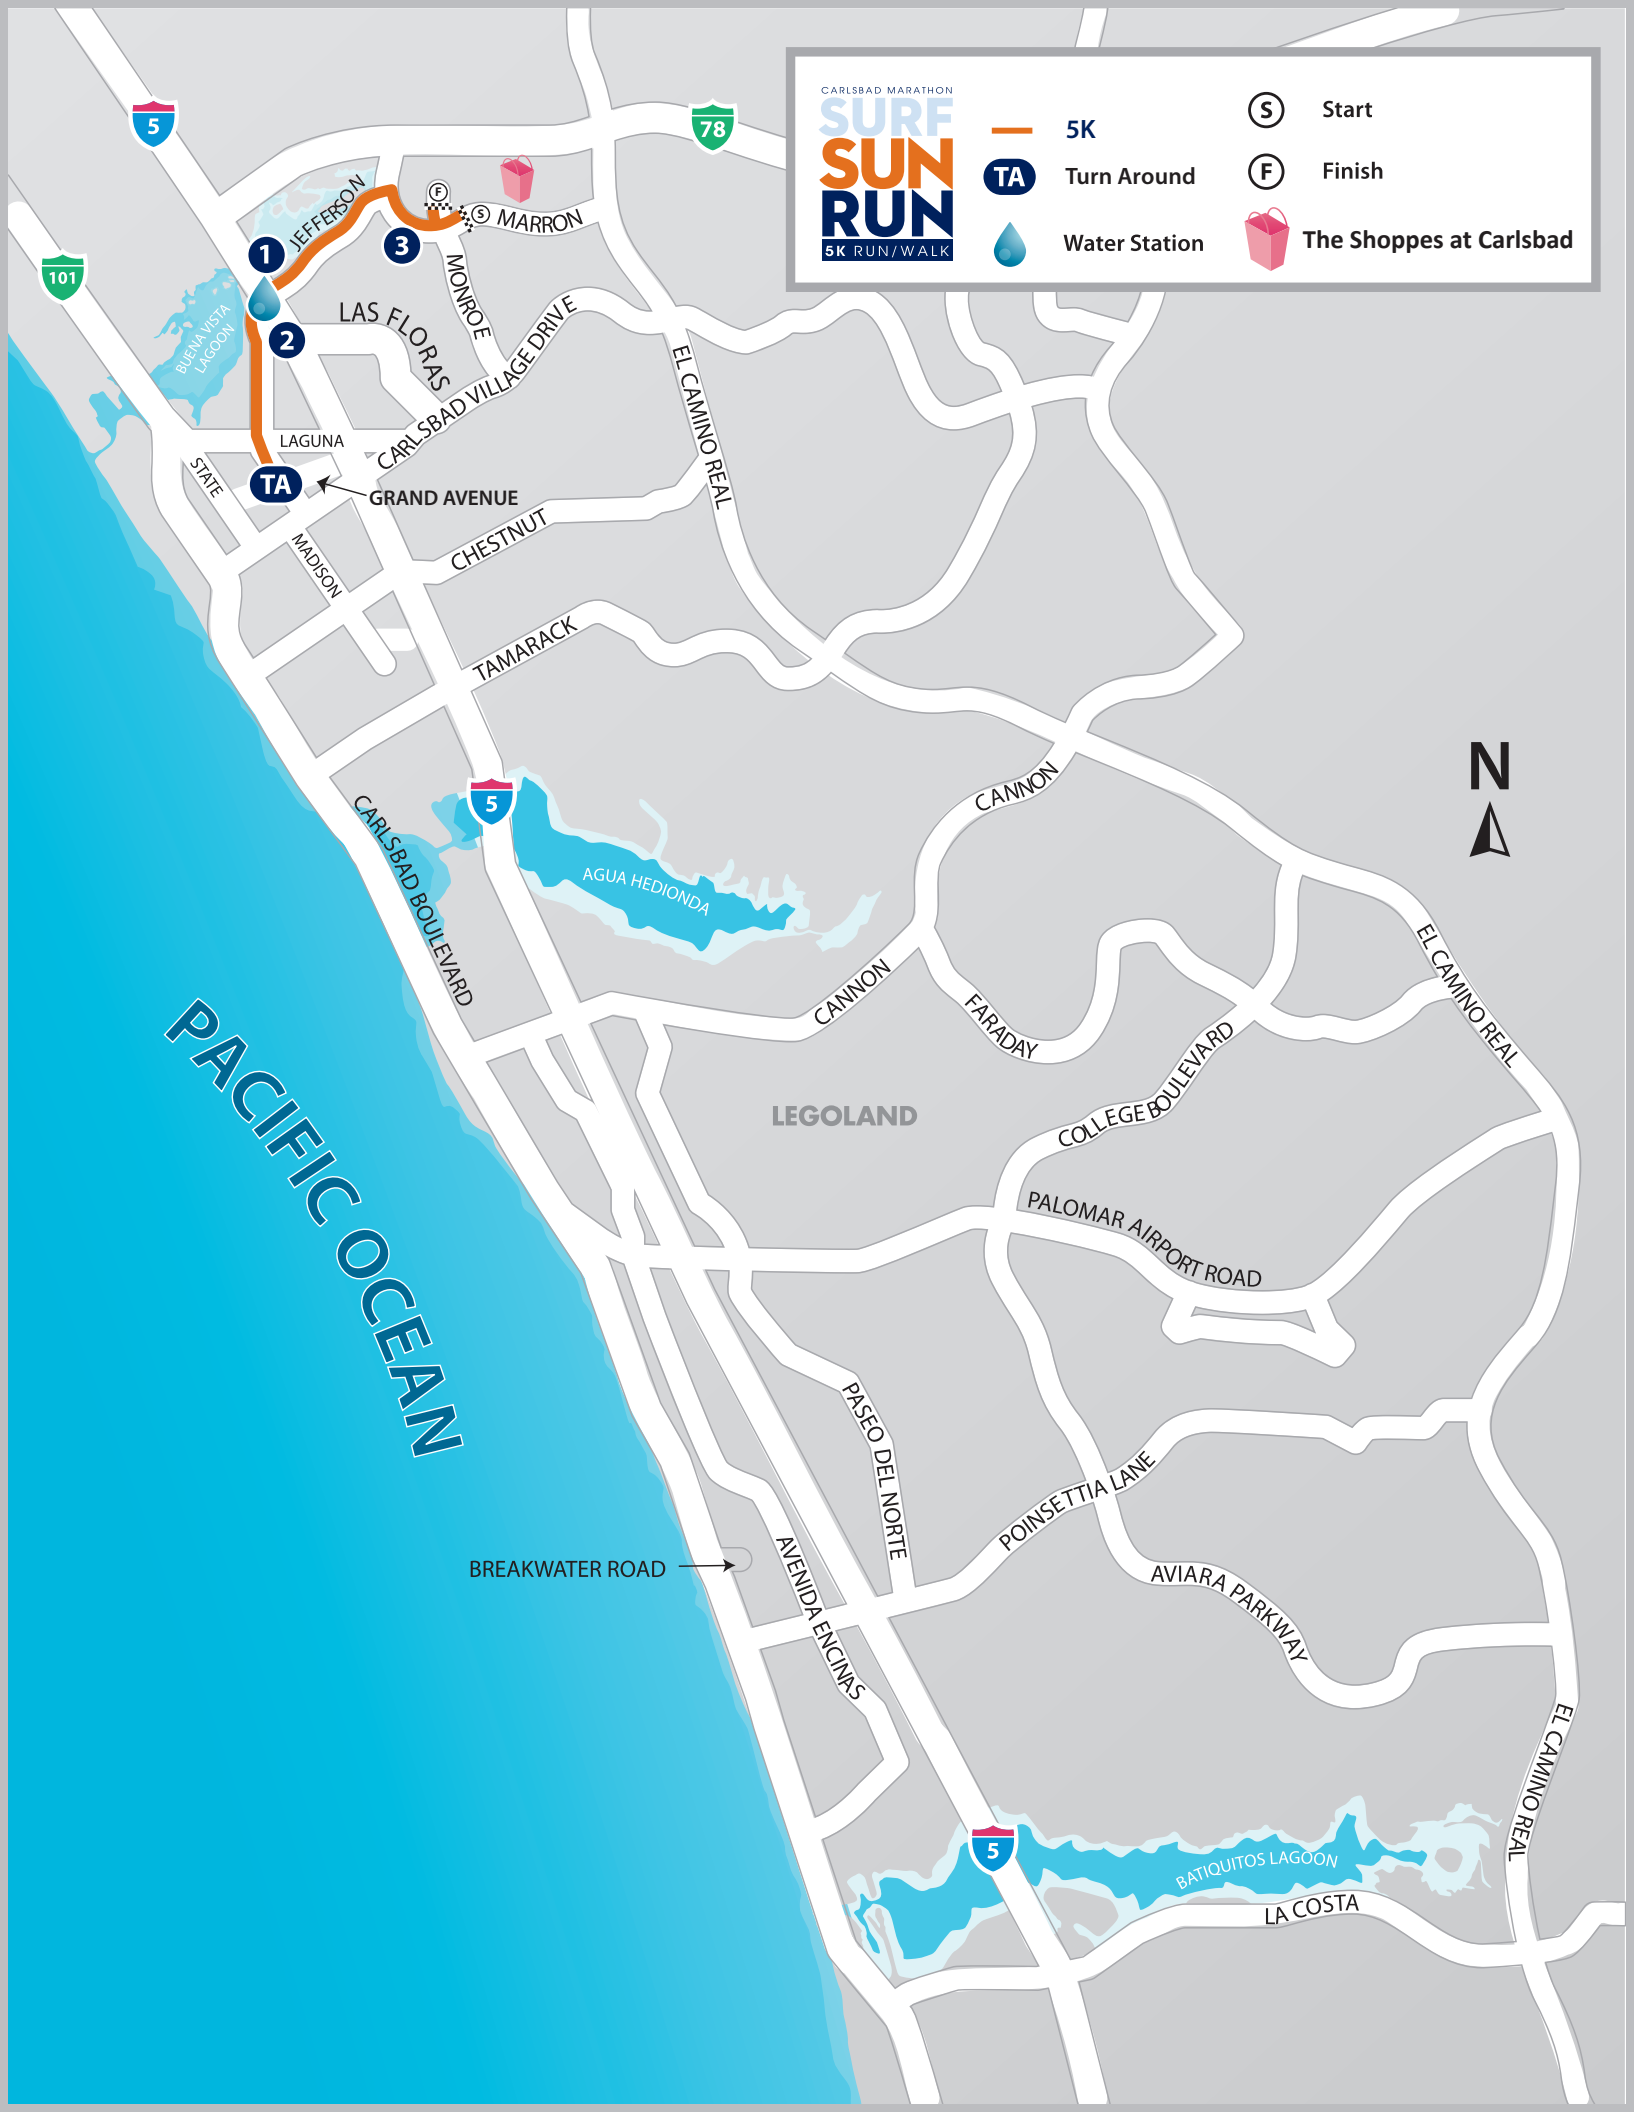 CARLSBAD MARATHON
SURF
SUN
RUN
5K RUN/WALK
5K
TA
Turn Around
Water Station
S
Start
F
Finish
The Shoppes at Carlsbad
5
78
101
JEFFERSON
F
S
MARRON
1
3
2
MONROE
LAS FLORAS
BUENA VISTA
LAGOON
CARLSBAD VILLAGE DRIVE
EL CAMINO REAL
LAGUNA
STATE
TA
GRAND AVENUE
MADISON
CHESTNUT
TAMARACK
N
5
CARLSBAD BOULEVARD
AGUA HEDIONDA
CANNON
CANNON
FARADAY
EL CAMINO REAL
COLLEGE BOULEVARD
LEGOLAND
PACIFIC OCEAN
PALOMAR AIRPORT ROAD
PASEO DEL NORTE
POINSETTIA LANE
BREAKWATER ROAD
AVENIDA ENCINAS
AVIARA PARKWAY
EL CAMINO REAL
5
BATIQUITOS LAGOON
LA COSTA